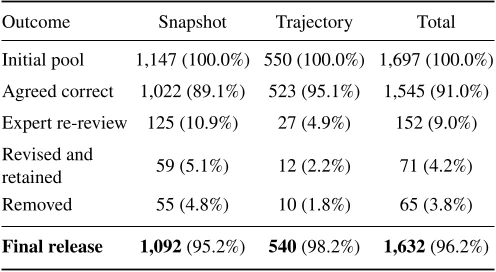 Outcome Snapshot Trajectory Total
Initial pool 1,147 (100.0%) 550 (100.0%) 1,697 (100.0%)
Agreed correct 1,022 (89.1%) 523 (95.1%) 1,545 (91.0%)
Expert re-review 125 (10.9%) 27 (4.9%) 152 (9.0%)
Revised and
retained 59 (5.1%) 12 (2.2%) 71 (4.2%)
Removed 55 (4.8%) 10 (1.8%) 65 (3.8%)
Final release 1,092 (95.2%) 540 (98.2%) 1,632 (96.2%)